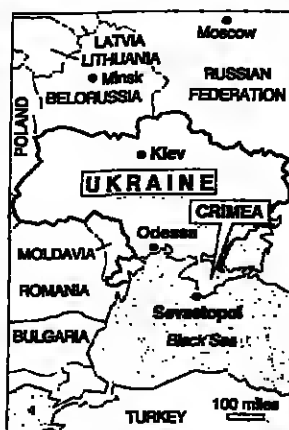 Moscow
LATVIA
LITHUANIA
Minsk
BELORUSSIA
RUSSIAN
FEDERATION
POLAND
Kiev
UKRAINE
CRIMEA
Odessa
MOLDAVIA
ROMANIA
Sevastopol
BULGARIA
Black Sea
TURKEY
100 miles